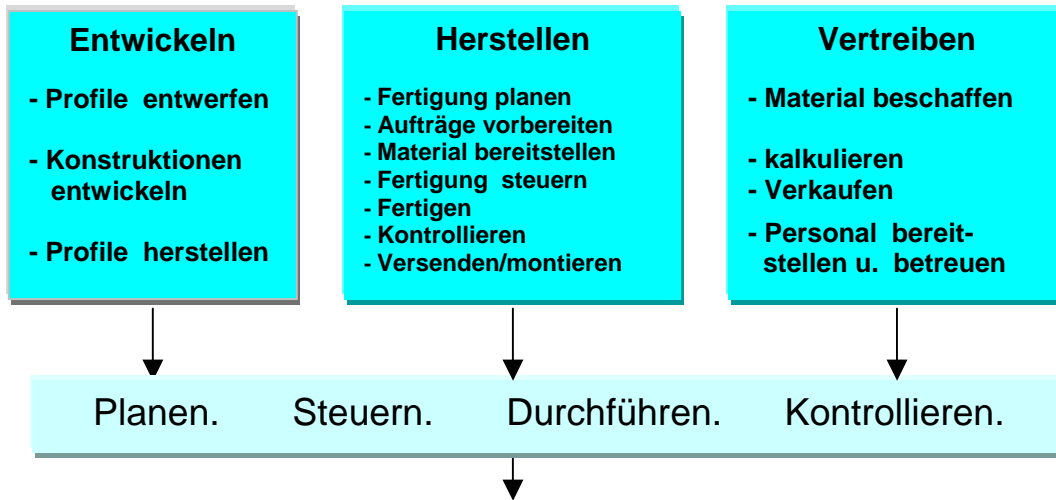 Entwickeln
- Profile entwerfen
- Konstruktionen
entwickeln
- Profile herstellen
Herstellen
- Fertigung planen
- Aufträge vorbereiten
- Material bereitstellen
- Fertigung steuern
- Fertigen
- Kontrollieren
- Versenden/montieren
Vertreiben
- Material beschaffen
- kalkulieren
- Verkaufen
- Personal bereit-
stellen u. betreuen
Planen. Steuern. Durchführen. Kontrollieren.